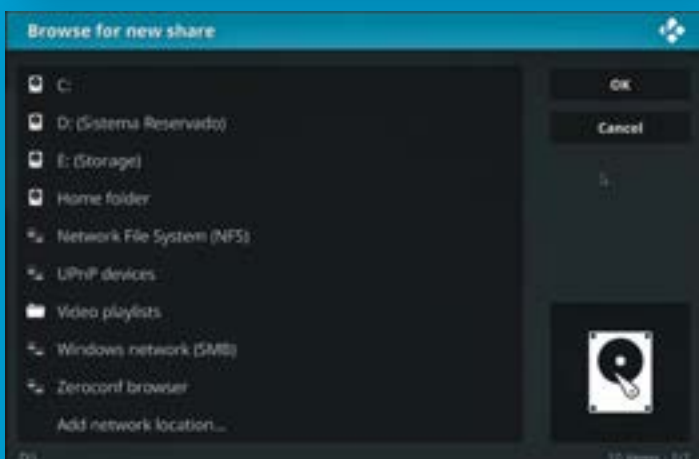 Browse for new share
C:
OK
D: (Sistema Reservado)
Cancel
E: (Storage)
Home folder
Network File System (NFS)
UPnP devices
Video playlists
Windows network (SMB)
Zeroconf browser
Add network location...